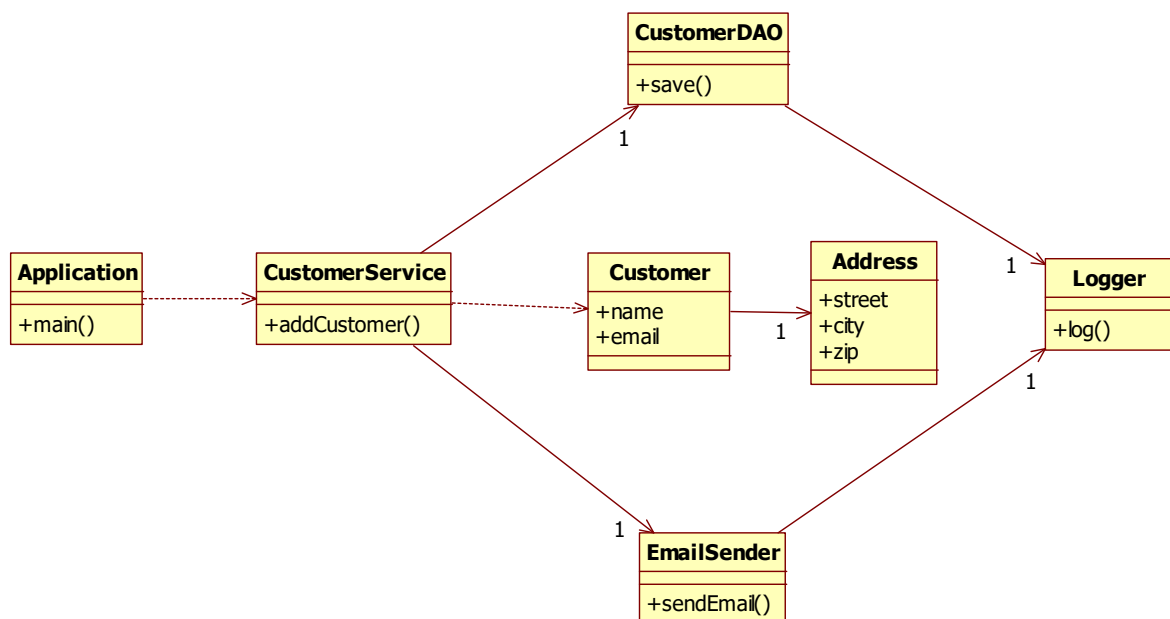 CustomerDAO
+save()
1
Application
+main()
CustomerService
+addCustomer()
Customer
+name
+email
1
Address
+street
+city
+zip
1
Logger
+log()
1
1
EmailSender
+sendEmail()